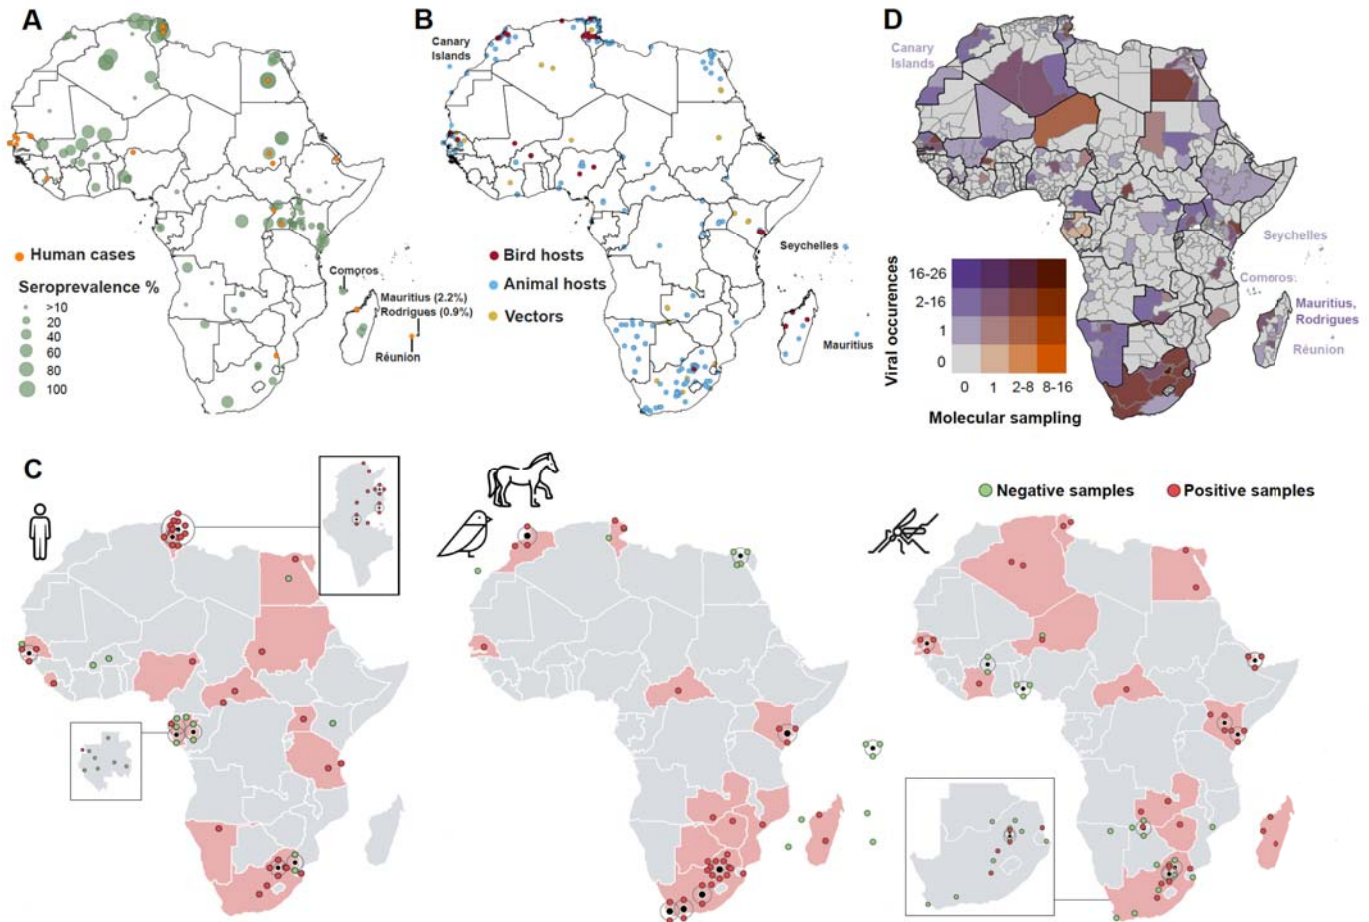 A
Human cases
Seroprevalence %
>10
20
40
60
80
100
Comoros
Mauritius (2.2%)
Rodrigues (0.9%)
Réunion
B
Canary
Islands
Bird hosts
Animal hosts
Vectors
Seychelles
Mauritius
D
Canary
Islands
Seychelles
Comoros:
Mauritius,
Rodrigues
Réunion
Viral occurences
16-26
2-16
1
0
0 1 2-8 8-16
Molecular sampling
C
Negative samples Positive samples